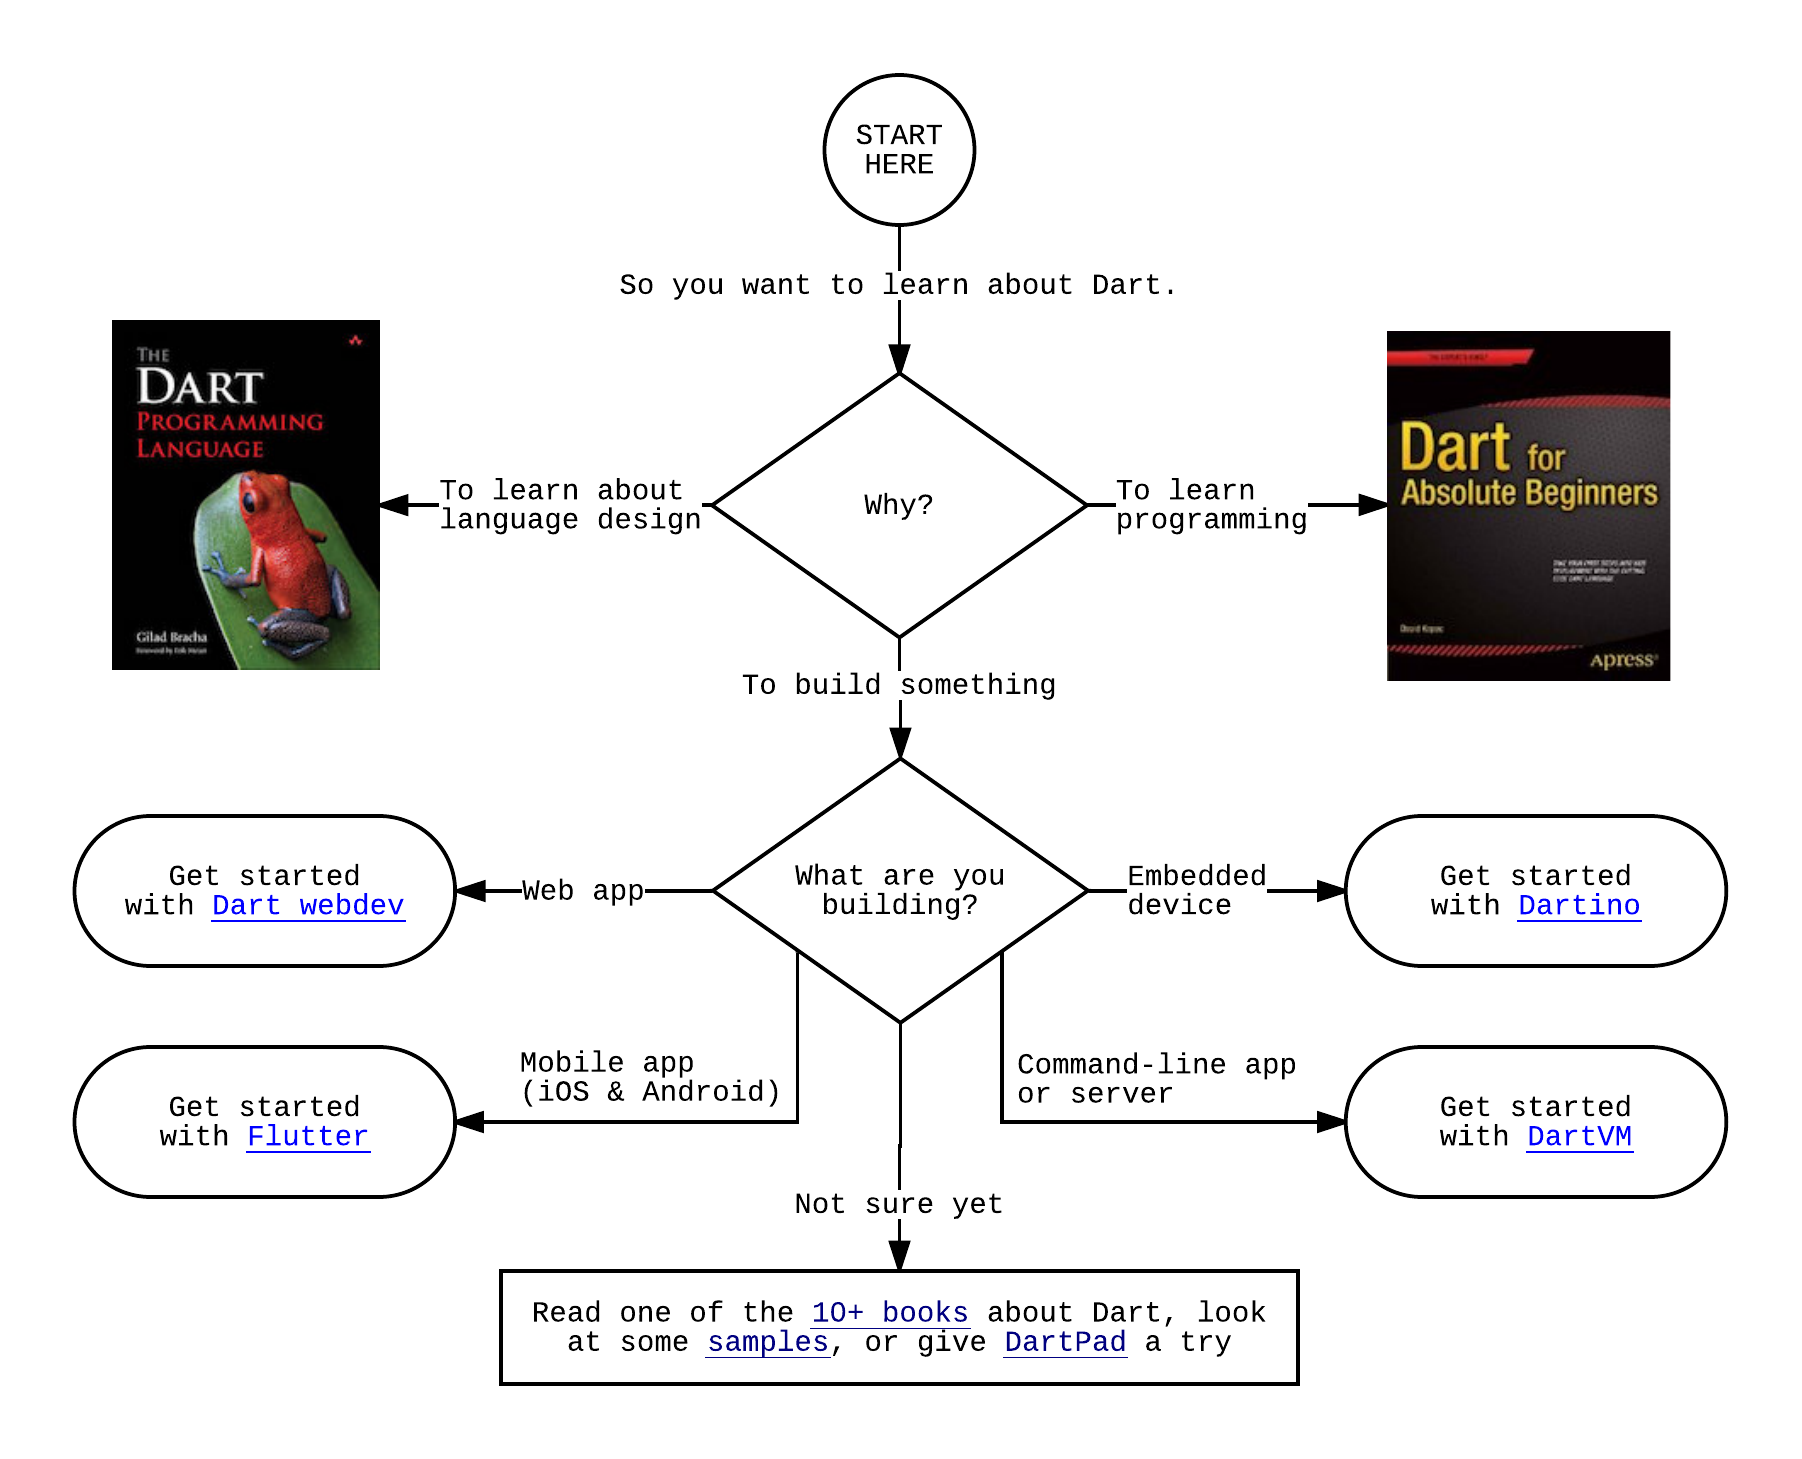 START
HERE
So you want to learn about Dart.
THE
DART
PROGRAMMING
LANGUAGE
Gilad Bracha
To learn about
language design
Why?
To learn
programming
Dart for
Absolute Beginners
Apress®
To build something
Get started
with Dart webdev
Web app
What are you
building?
Embedded
device
Get started
with Dartino
Get started
with Flutter
Mobile app
(iOS & Android)
Command-line app
or server
Get started
with DartVM
Not sure yet
Read one of the 10+ books about Dart, look
at some samples, or give DartPad a try